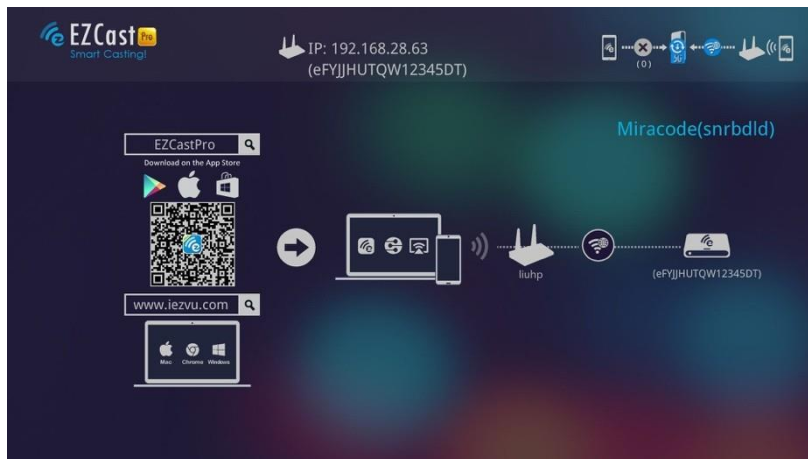 EZCast Pro
Smart Casting!
IP: 192.168.28.63
(eFYJJHUTQW12345DT)
(0)
5G
Miracode(snrbdld)
EZCastPro
Download on the App Store
www.iezvu.com
Mac Chrome Windows
liuhp
(eFYJJHUTQW12345DT)